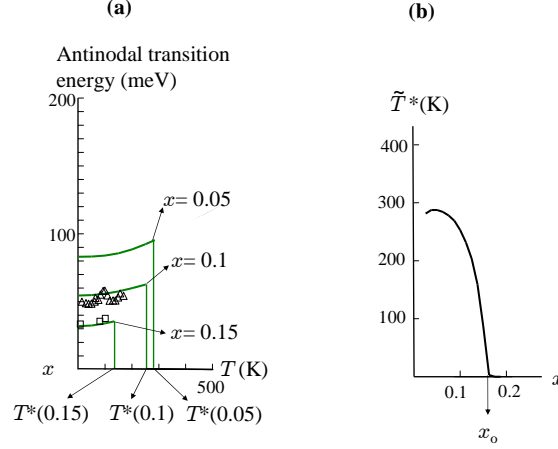 (a)
Antinodal transition
energy (meV)
200
x= 0.05
100
x= 0.1
x= 0.15
x
T (K)
500
T*(0.15) T*(0.1) T*(0.05)
(b)
T̃*(K)
400
300
200
100
0.1 0.2
x
x₀